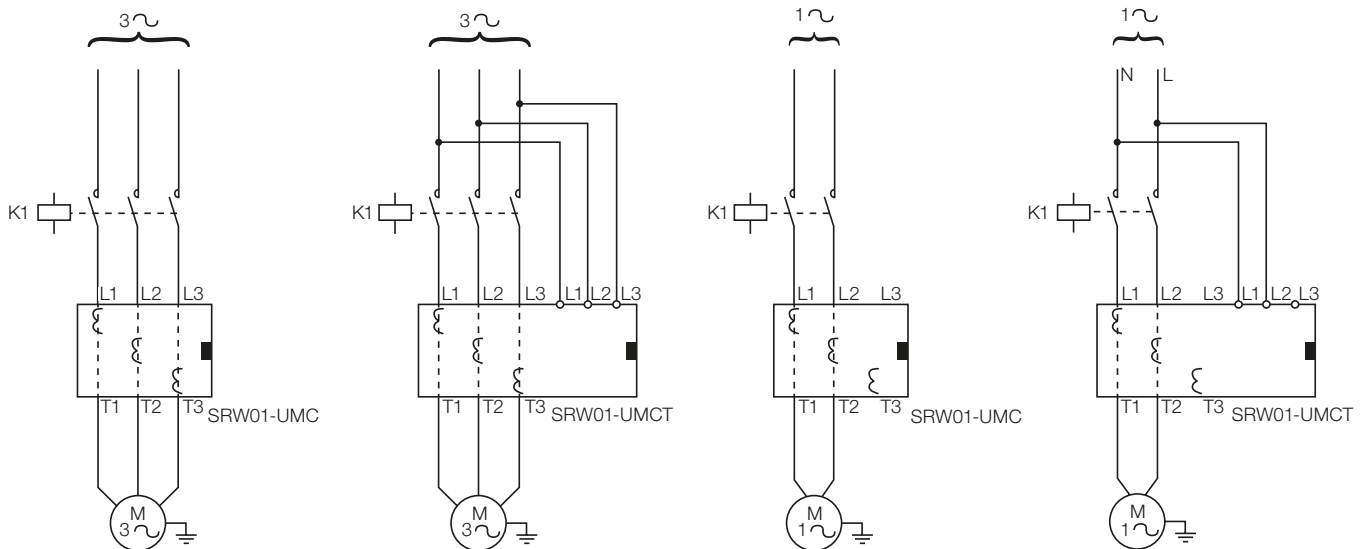 3 3 1 1
N L
K1 K1 K1 K1
L1 L2 L3 L1 L2 L3 L1 L2 L3 L1 L2 L3 L1 L2 L3 L1 L2 L3
T1 T2 T3 SRW01-UMC T1 T2 T3 SRW01-UMCT T1 T2 T3 SRW01-UMC T1 T2 T3 SRW01-UMCT
M M M M
3 3 1 1